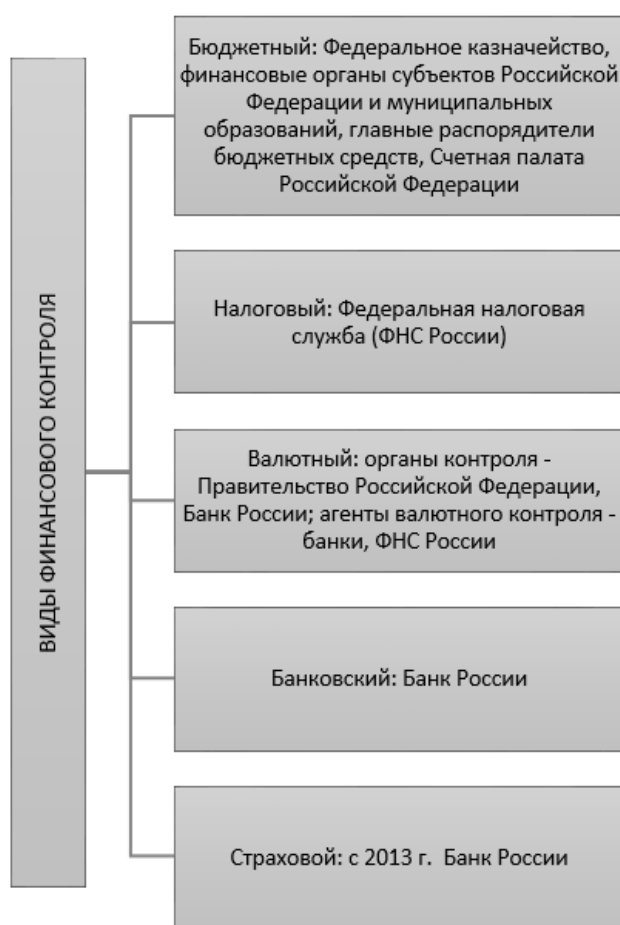 ВИДЫ ФИНАНСОВОГО КОНТРОЛЯ
Бюджетный: Федеральное казначейство,
финансовые органы субъектов Российской
Федерации и муниципальных
образований, главные распорядители
бюджетных средств, Счетная палата
Российской Федерации
Налоговый: Федеральная налоговая
служба (ФНС России)
Валютный: органы контроля -
Правительство Российской Федерации,
Банк России; агенты валютного контроля -
банки, ФНС России
Банковский: Банк России
Страховой: с 2013 г. Банк России